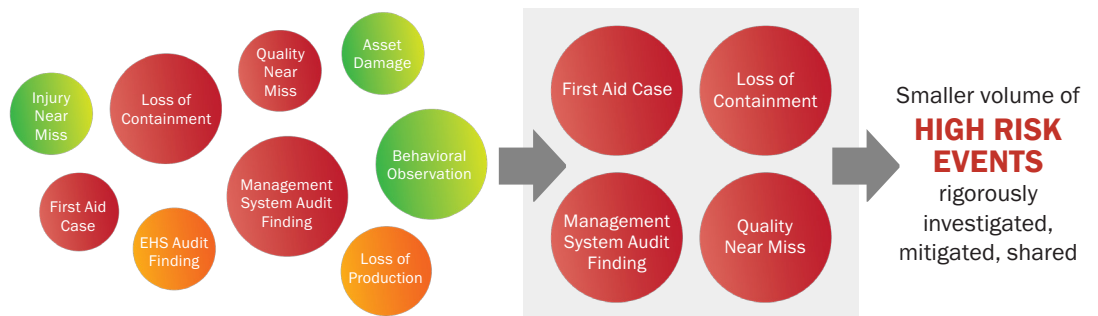 Injury
Near
Miss
Loss of
Containment
Quality
Near
Miss
Asset
Damage
Behavioral
Observation
Management
System Audit
Finding
First Aid
Case
EHS Audit
Finding
Loss of
Production
First Aid Case
Loss of
Containment
Management
System Audit
Finding
Quality
Near Miss
Smaller volume of
HIGH RISK
EVENTS
rigorously
investigated,
mitigated, shared